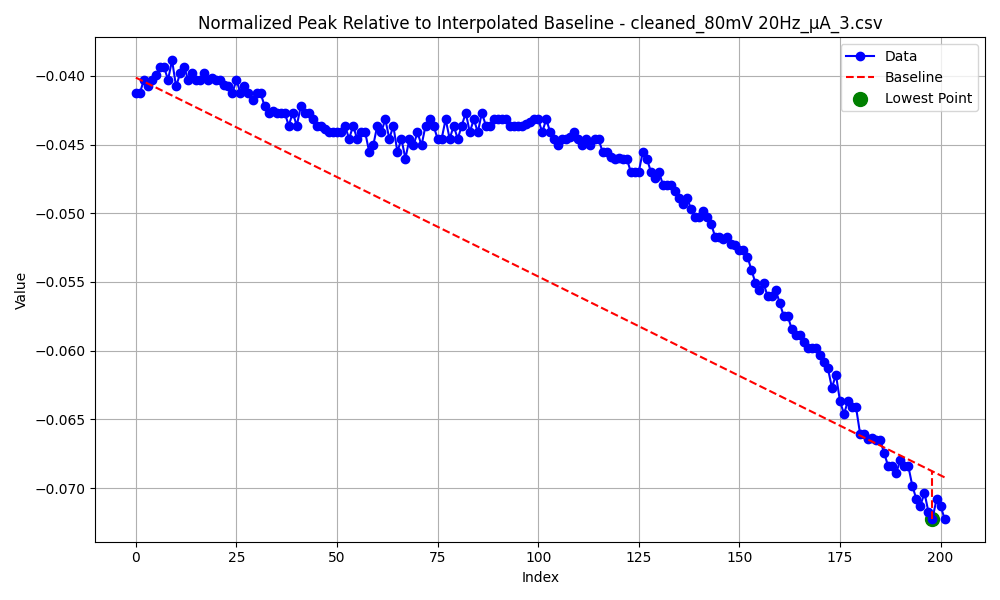 Normalized Peak Relative to Interpolated Baseline - cleaned_80mV 20Hz_μA_3.csv
Data
Baseline
Lowest Point
−0.040
−0.045
−0.050
−0.055
−0.060
−0.065
−0.070
Value
0
25
50
75
100
125
150
175
200
Index